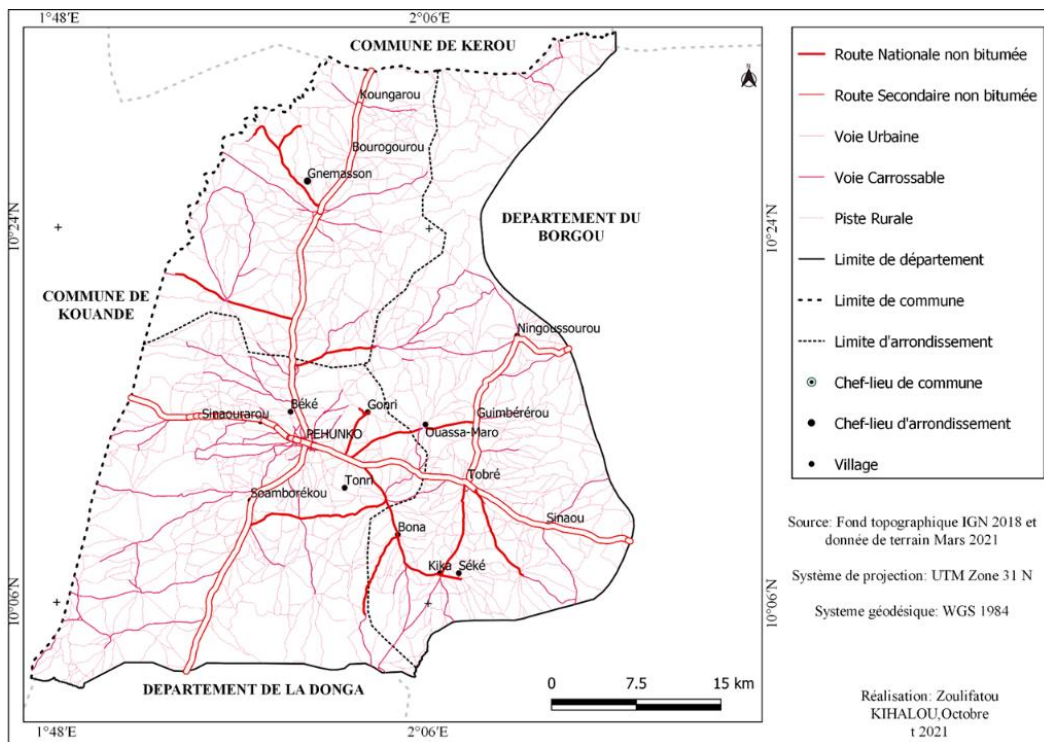 1°48'E
2°06'E
COMMUNE DE KEROU
Koungarou
Bourogourou
Gnemasson
10°24'N
DEPARTEMENT DU
BORGOU
10°24'N
COMMUNE DE
KOUANDE
Ningoussourou
Béké
Gonri
Sinaourarou
Guimbérérou
PEHUNKO
Ouassa-Maro
Tonri
Tobré
Soamborékou
Sinaou
Bona
Kika
Séké
10°06'N
10°06'N
DEPARTEMENT DE LA DONGA
0 7.5 15 km
1°48'E
2°06'E
N
Route Nationale non bitumée
Route Secondaire non bitumée
Voie Urbaine
Voie Carrossable
Piste Rurale
Limite de département
Limite de commune
Limite d'arrondissement
Chef-lieu de commune
Chef-lieu d'arrondissement
Village
Source: Fond topographique IGN 2018 et
donnée de terrain Mars 2021
Système de projection: UTM Zone 31 N
Systeme géodésique: WGS 1984
Réalisation: Zoulifatou
KIHALOU,Octobre
t 2021